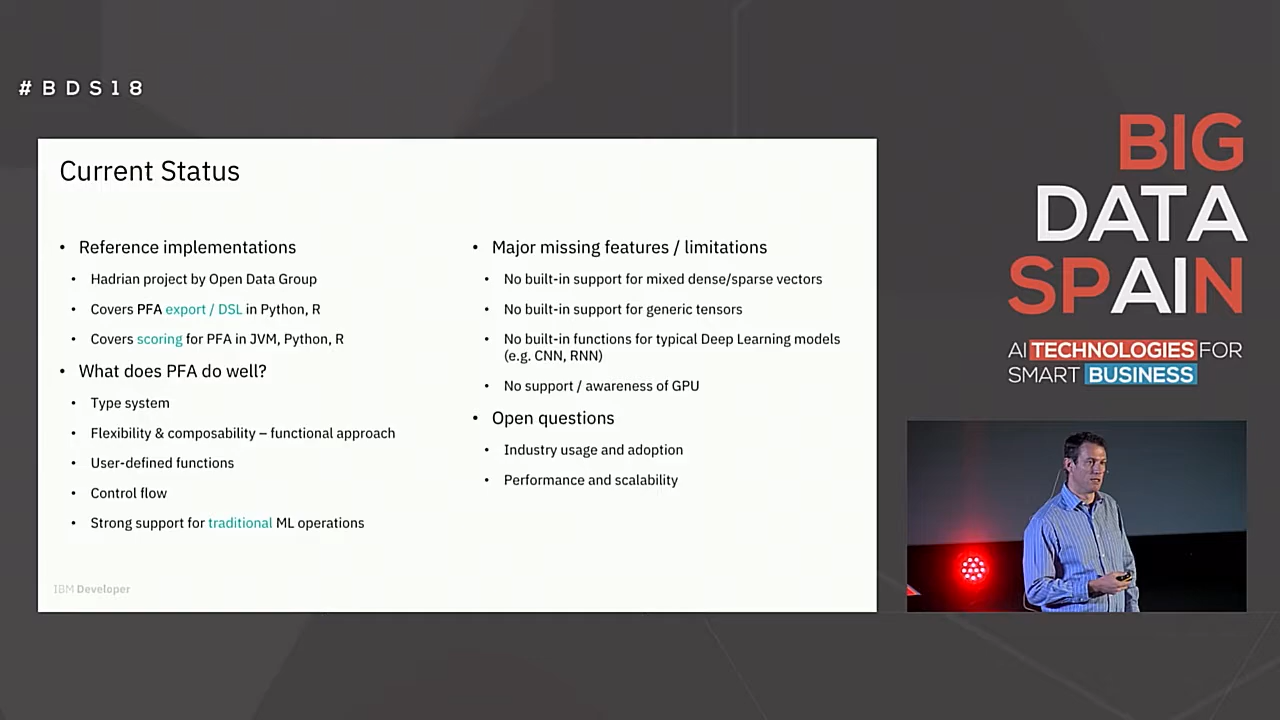 #BDS18
Current Status
• Reference implementations
• Hadrian project by Open Data Group
• Covers PFA export / DSL in Python, R
• Covers scoring for PFA in JVM, Python, R
• What does PFA do well?
• Type system
• Flexibility & composability – functional approach
• User-defined functions
• Control flow
• Strong support for traditional ML operations
• Major missing features / limitations
• No built-in support for mixed dense/sparse vectors
• No built-in support for generic tensors
• No built-in functions for typical Deep Learning models
(e.g. CNN, RNN)
• No support / awareness of GPU
• Open questions
• Industry usage and adoption
• Performance and scalability
IBM Developer
BIG
DATA
SPAIN
AI TECHNOLOGIES FOR
SMART BUSINESS